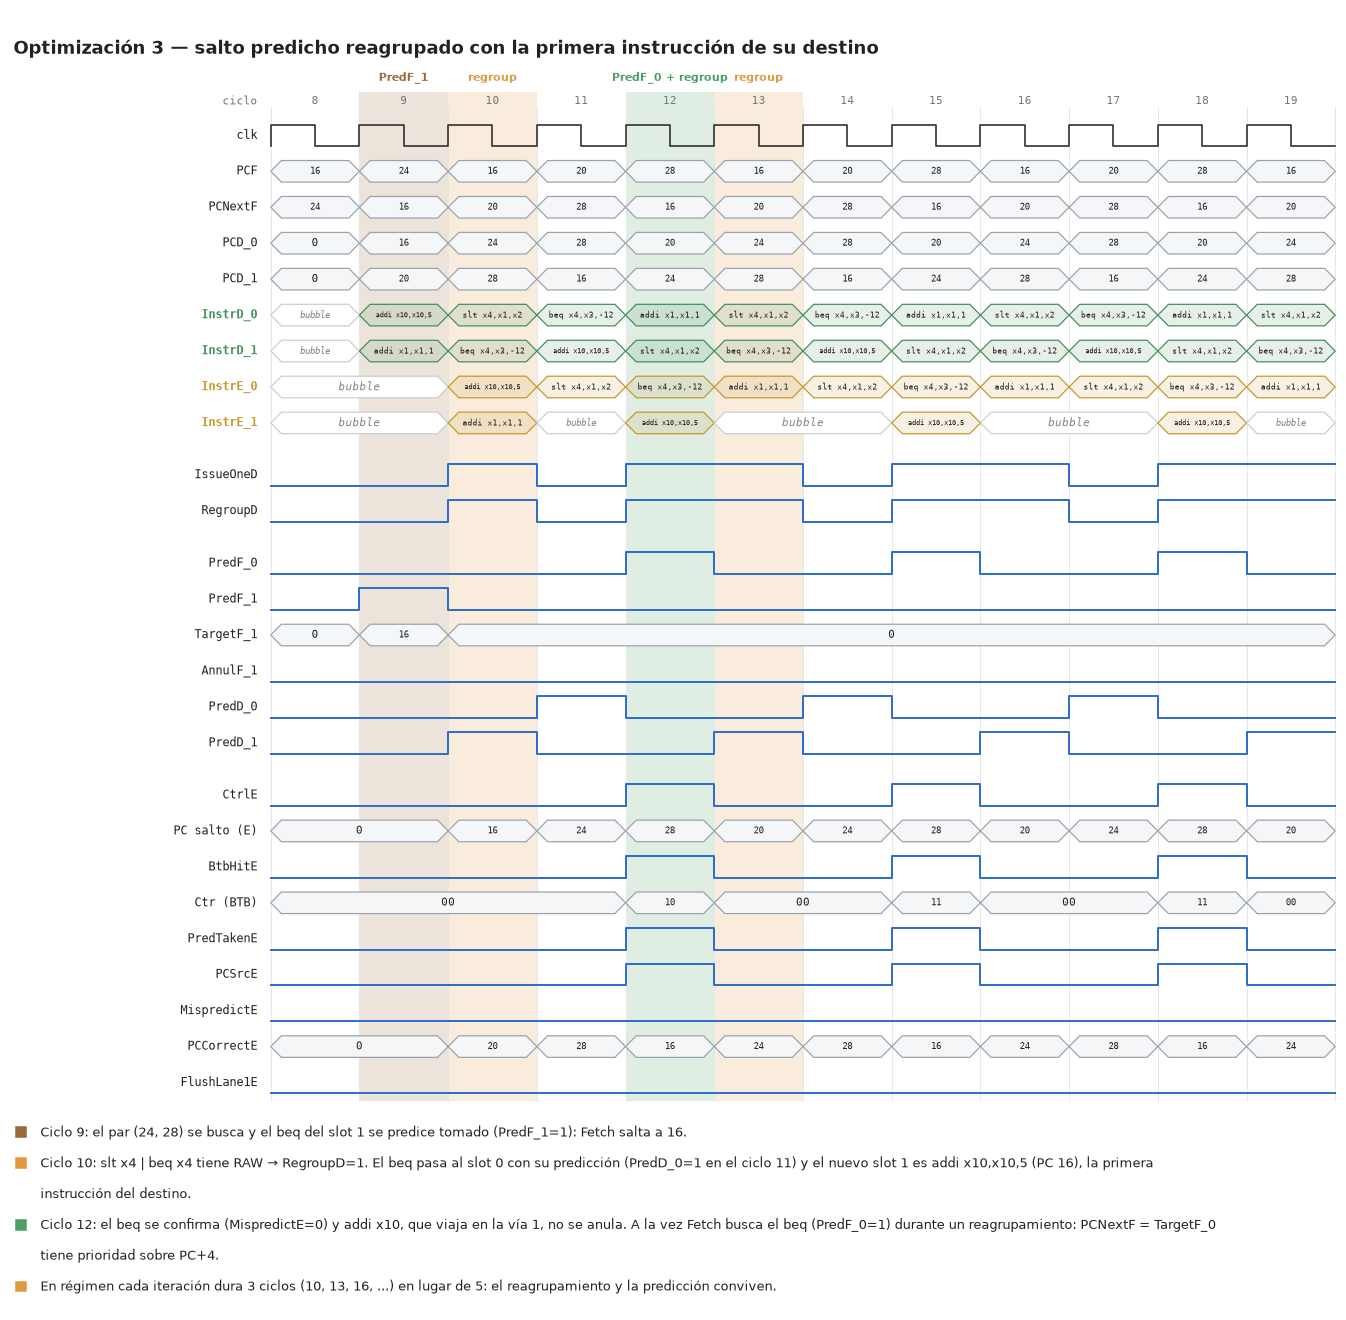 Optimización 3 — salto predicho reagrupado con la primera instrucción de su destino
PredF_1 regroup PredF_0 + regroup regroup
ciclo 8 9 10 11 12 13 14 15 16 17 18 19
clk
PCF 16 24 16 20 28 16 20 28 16 20 28 16
PCNextF 24 16 20 28 16 20 28 16 20 28 16 20
PCD_0 0 16 24 28 20 24 28 20 24 28 20 24
PCD_1 0 20 28 16 24 28 16 24 28 16 24 28
InstrD_0 bubble addi x10,x10,5 slt x4,x1,x2 beq x4,x3,-12 addi x1,x1,1 slt x4,x1,x2 beq x4,x3,-12 addi x1,x1,1 slt x4,x1,x2 beq x4,x3,-12 addi x1,x1,1 slt x4,x1,x2
InstrD_1 bubble addi x1,x1,1 beq x4,x3,-12 addi x10,x10,5 slt x4,x1,x2 beq x4,x3,-12 addi x10,x10,5 slt x4,x1,x2 beq x4,x3,-12 addi x10,x10,5 slt x4,x1,x2 beq x4,x3,-12
InstrE_0 bubble addi x10,x10,5 slt x4,x1,x2 beq x4,x3,-12 addi x1,x1,1 slt x4,x1,x2 beq x4,x3,-12 addi x1,x1,1 slt x4,x1,x2 beq x4,x3,-12 addi x1,x1,1
InstrE_1 bubble addi x1,x1,1 bubble addi x10,x10,5 bubble addi x10,x10,5 bubble addi x10,x10,5 bubble
IssueOneD
RegroupD
PredF_0
PredF_1
TargetF_1 0 16 0
AnnulF_1
PredD_0
PredD_1
CtrlE
PC salto (E) 0 16 24 28 20 24 28 20 24 28 20
BtbHitE
Ctr (BTB) 00 10 00 11 00 11 00
PredTakenE
PCSrcE
MispredictE
PCCorrectE 0 20 28 16 24 28 16 24 28 16 24
FlushLane1E
Ciclo 9: el par (24, 28) se busca y el beq del slot 1 se predice tomado (PredF_1=1): Fetch salta a 16.
Ciclo 10: slt x4 | beq x4 tiene RAW → RegroupD=1. El beq pasa al slot 0 con su predicción (PredD_0=1 en el ciclo 11) y el nuevo slot 1 es addi x10,x10,5 (PC 16), la primera
instrucción del destino.
Ciclo 12: el beq se confirma (MispredictE=0) y addi x10, que viaja en la vía 1, no se anula. A la vez Fetch busca el beq (PredF_0=1) durante un reagrupamiento: PCNextF = TargetF_0
tiene prioridad sobre PC+4.
En régimen cada iteración dura 3 ciclos (10, 13, 16, ...) en lugar de 5: el reagrupamiento y la predicción conviven.